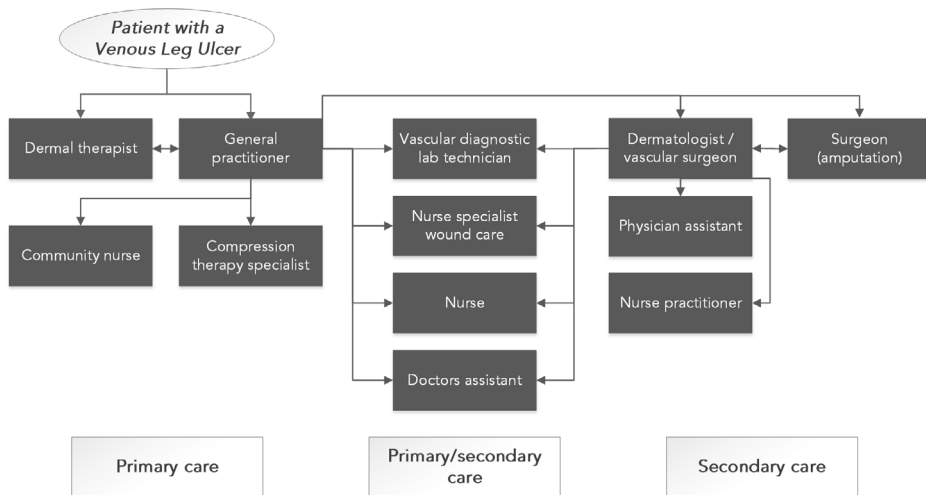 Patient with a
Venous Leg Ulcer
Dermal therapist
General
practitioner
Vascular diagnostic
lab technician
Dermatologist /
vascular surgeon
Surgeon
(amputation)
Community nurse
Compression
therapy specialist
Nurse specialist
wound care
Physician assistant
Nurse
Nurse practitioner
Doctors assistant
Primary care
Primary/secondary
care
Secondary care